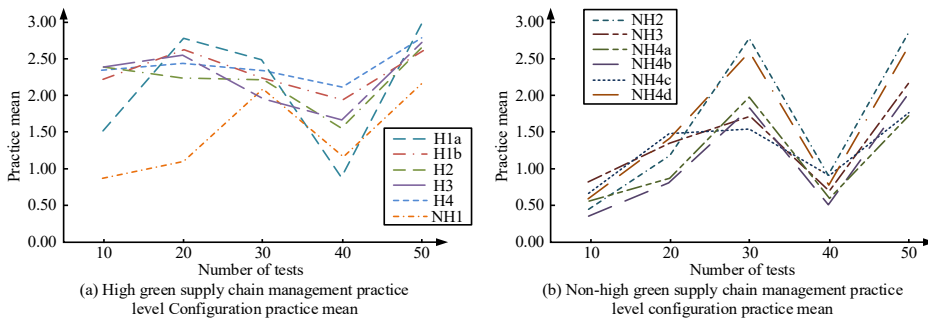 3.00
2.50
2.00
1.50
1.00
0.50
0.00
Practice mean
10 20 30 40 50
Number of tests
H1a
H1b
H2
H3
H4
NH1
(a) High green supply chain management practice
level Configuration practice mean
3.00
2.50
2.00
1.50
1.00
0.50
0.00
Practice mean
10 20 30 40 50
Number of tests
NH2
NH3
NH4a
NH4b
NH4c
NH4d
(b) Non-high green supply chain management practice
level configuration practice mean